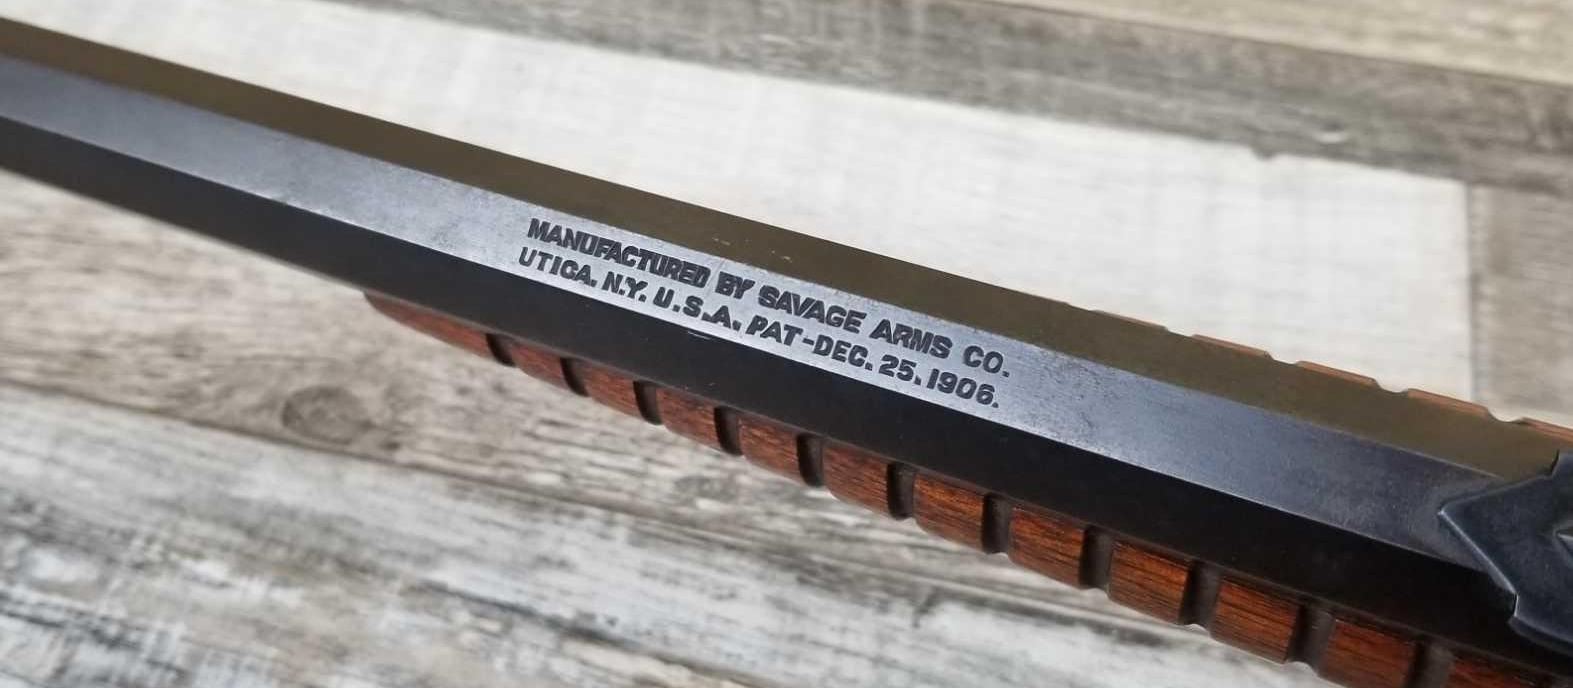 MANUFACTURED BY SAVAGE ARMS CO.
UTICA, N.Y. U.S.A. PAT-DEC. 25, 1906.